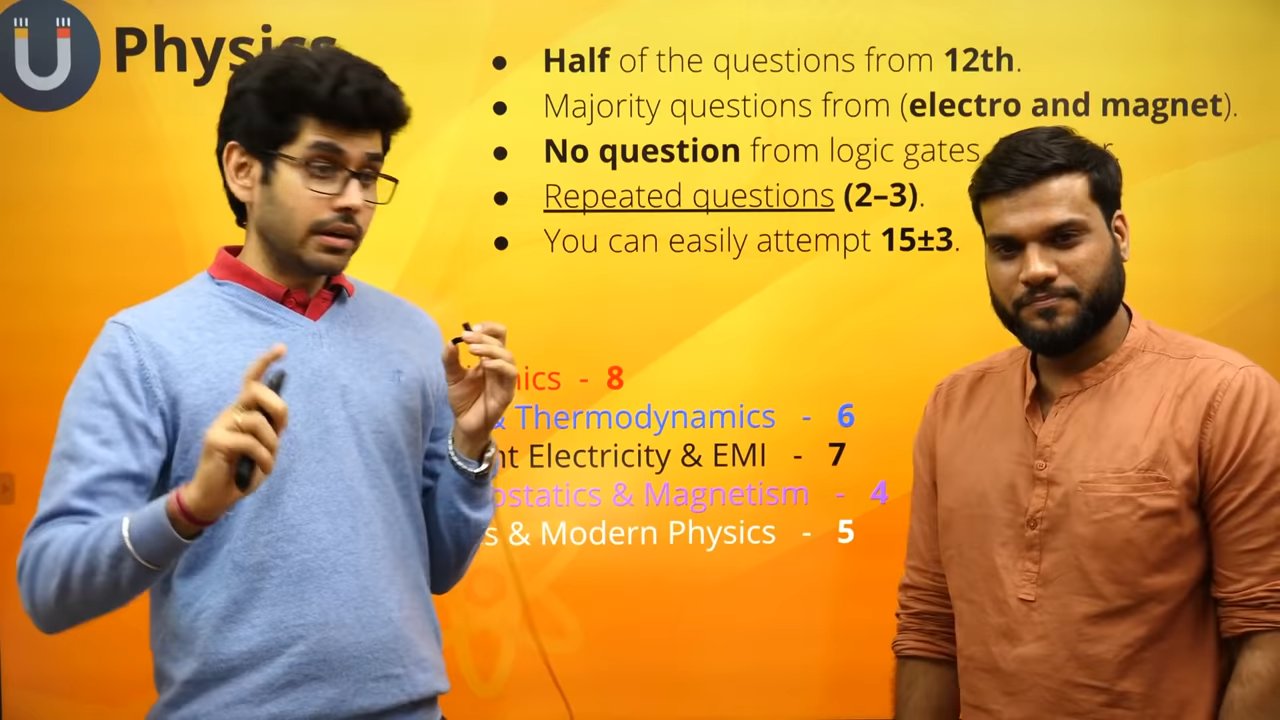 Physics
• Half of the questions from 12th.
• Majority questions from (electro and magnet).
• No question from logic gates
• Repeated questions (2–3).
• You can easily attempt 15±3.
- 8
& Thermodynamics - 6
Electricity & EMI - 7
& Magnetism - 4
& Modern Physics - 5